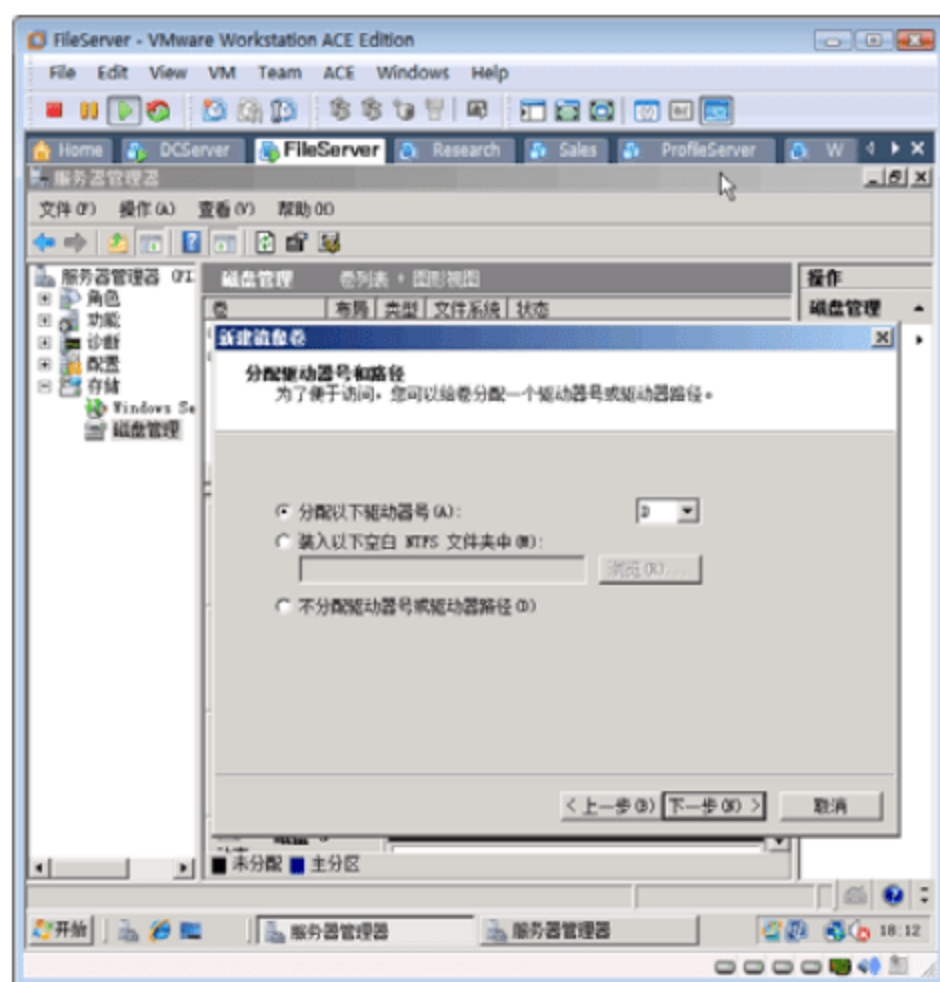 FileServer - VMware Workstation ACE Edition
File Edit View VM Team ACE Windows Help
Home DCServer FileServer Research Sales ProfileServer W
服务器管理器
文件(F) 操作(A) 查看(V) 帮助(H)
服务器管理器 (FI
角色
功能
诊断
配置
存储
Windows Se
磁盘管理
磁盘管理 卷列表 + 图形视图
卷 布局 类型 文件系统 状态
操作
磁盘管理
新建镜像卷
分配驱动器号和路径
为了便于访问，您可以给卷分配一个驱动器号或驱动器路径。
分配以下驱动器号(A): D
装入以下空白 NTFS 文件夹中(M):
浏览(R)...
不分配驱动器号或驱动器路径(D)
< 上一步(B) 下一步(N) > 取消
未分配 主分区
开始 服务器管理器 服务器管理器 18:12